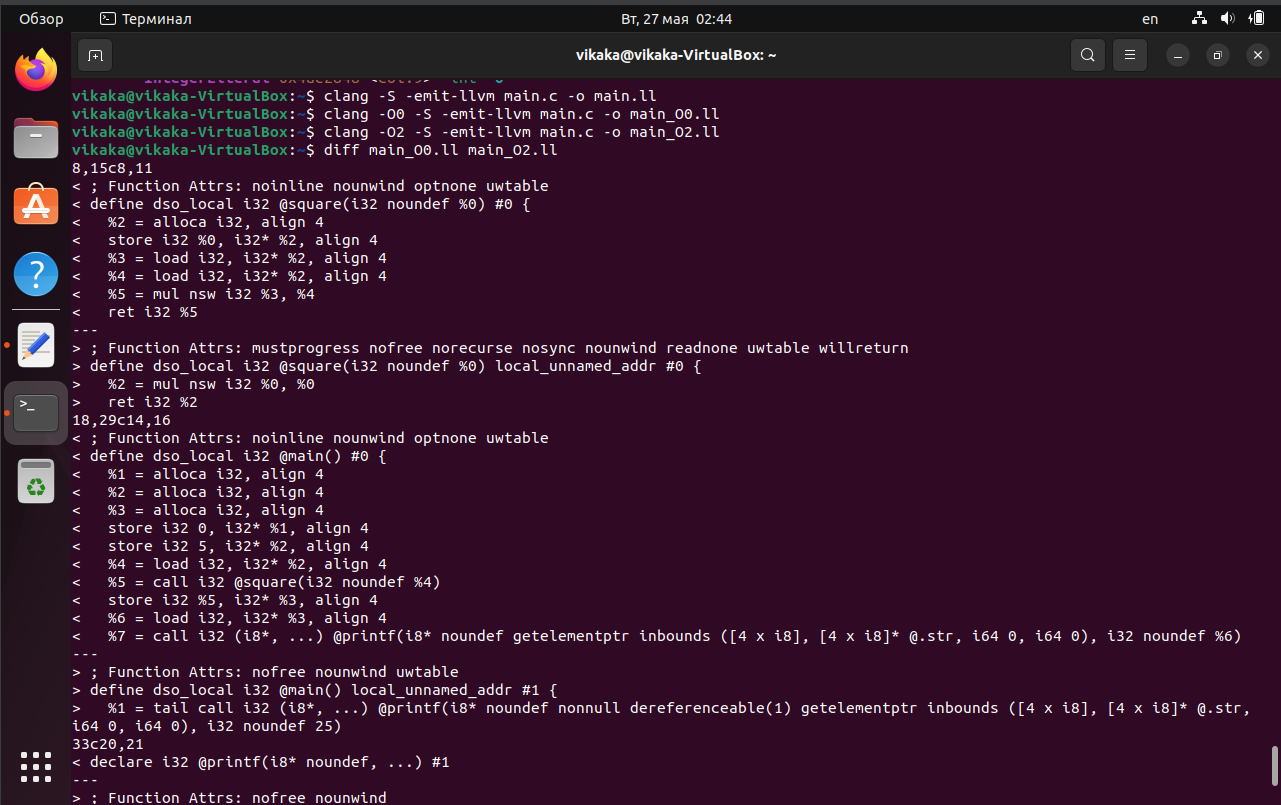 Обзор
Терминал
Вт, 27 мая 02:44
en
vikaka@vikaka-VirtualBox: ~
vikaka@vikaka-VirtualBox:~$ clang -S -emit-llvm main.c -o main.ll
vikaka@vikaka-VirtualBox:~$ clang -O0 -S -emit-llvm main.c -o main_O0.ll
vikaka@vikaka-VirtualBox:~$ clang -O2 -S -emit-llvm main.c -o main_O2.ll
vikaka@vikaka-VirtualBox:~$ diff main_O0.ll main_O2.ll
8,15c8,11
< ; Function Attrs: noinline nounwind optnone uwtable
< define dso_local i32 @square(i32 noundef %0) #0 {
<   %2 = alloca i32, align 4
<   store i32 %0, i32* %2, align 4
<   %3 = load i32, i32* %2, align 4
<   %4 = load i32, i32* %2, align 4
<   %5 = mul nsw i32 %3, %4
<   ret i32 %5
---
> ; Function Attrs: mustprogress nofree norecurse nosync nounwind readnone uwtable willreturn
> define dso_local i32 @square(i32 noundef %0) local_unnamed_addr #0 {
>   %2 = mul nsw i32 %0, %0
>   ret i32 %2
18,29c14,16
< ; Function Attrs: noinline nounwind optnone uwtable
< define dso_local i32 @main() #0 {
<   %1 = alloca i32, align 4
<   %2 = alloca i32, align 4
<   %3 = alloca i32, align 4
<   store i32 0, i32* %1, align 4
<   store i32 5, i32* %2, align 4
<   %4 = load i32, i32* %2, align 4
<   %5 = call i32 @square(i32 noundef %4)
<   store i32 %5, i32* %3, align 4
<   %6 = load i32, i32* %3, align 4
<   %7 = call i32 (i8*, ...) @printf(i8* noundef getelementptr inbounds ([4 x i8], [4 x i8]* @.str, i64 0, i64 0), i32 noundef %6)
---
> ; Function Attrs: nofree nounwind uwtable
> define dso_local i32 @main() local_unnamed_addr #1 {
>   %1 = tail call i32 (i8*, ...) @printf(i8* noundef nonnull dereferenceable(1) getelementptr inbounds ([4 x i8], [4 x i8]* @.str,
i64 0, i64 0), i32 noundef 25)
33c20,21
< declare i32 @printf(i8* noundef, ...) #1
---
> ; Function Attrs: nofree nounwind